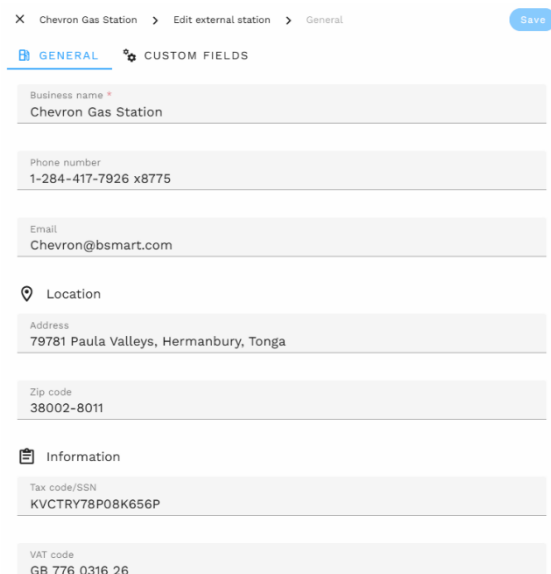 Chevron Gas Station > Edit external station > General
Save
GENERAL CUSTOM FIELDS
Business name *
Chevron Gas Station
Phone number
1-284-417-7926 x8775
Email
Chevron@bsmart.com
Location
Address
79781 Paula Valleys, Hermanbury, Tonga
Zip code
38002-8011
Information
Tax code/SSN
KVCTRY78P08K656P
VAT code
GB 776 0316 26